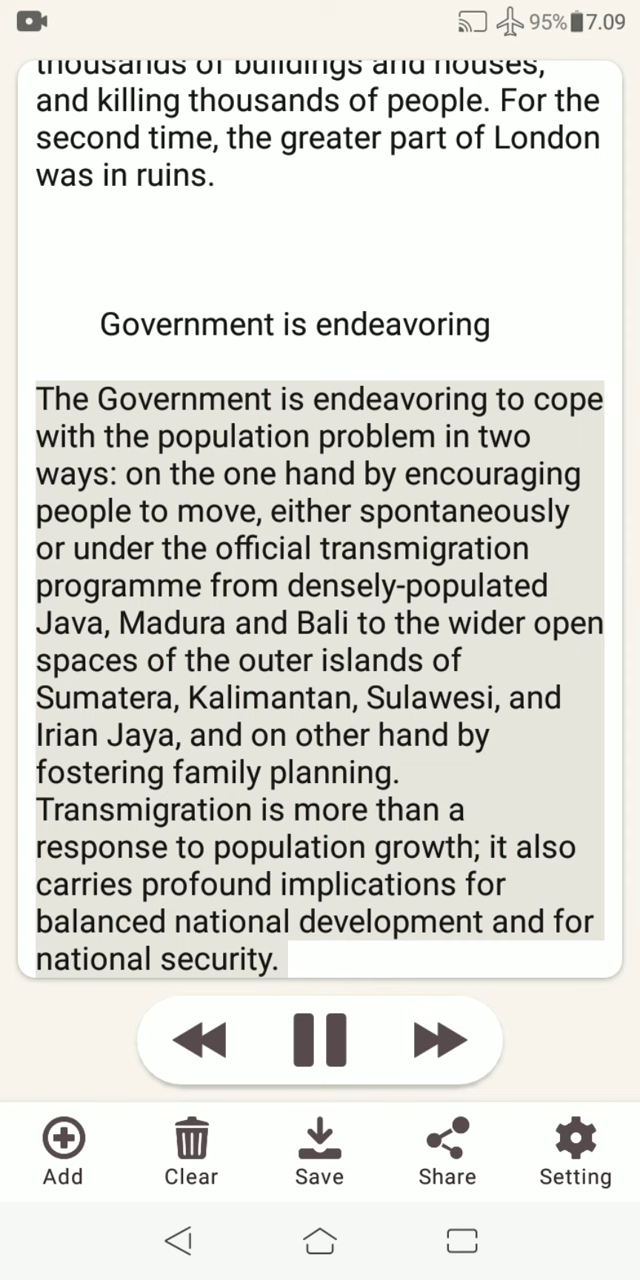 95% 7.09
thousands of buildings and houses,
and killing thousands of people. For the
second time, the greater part of London
was in ruins.
Government is endeavoring
The Government is endeavoring to cope
with the population problem in two
ways: on the one hand by encouraging
people to move, either spontaneously
or under the official transmigration
programme from densely-populated
Java, Madura and Bali to the wider open
spaces of the outer islands of
Sumatera, Kalimantan, Sulawesi, and
Irian Jaya, and on other hand by
fostering family planning.
Transmigration is more than a
response to population growth; it also
carries profound implications for
balanced national development and for
national security.
Add Clear Save Share Setting